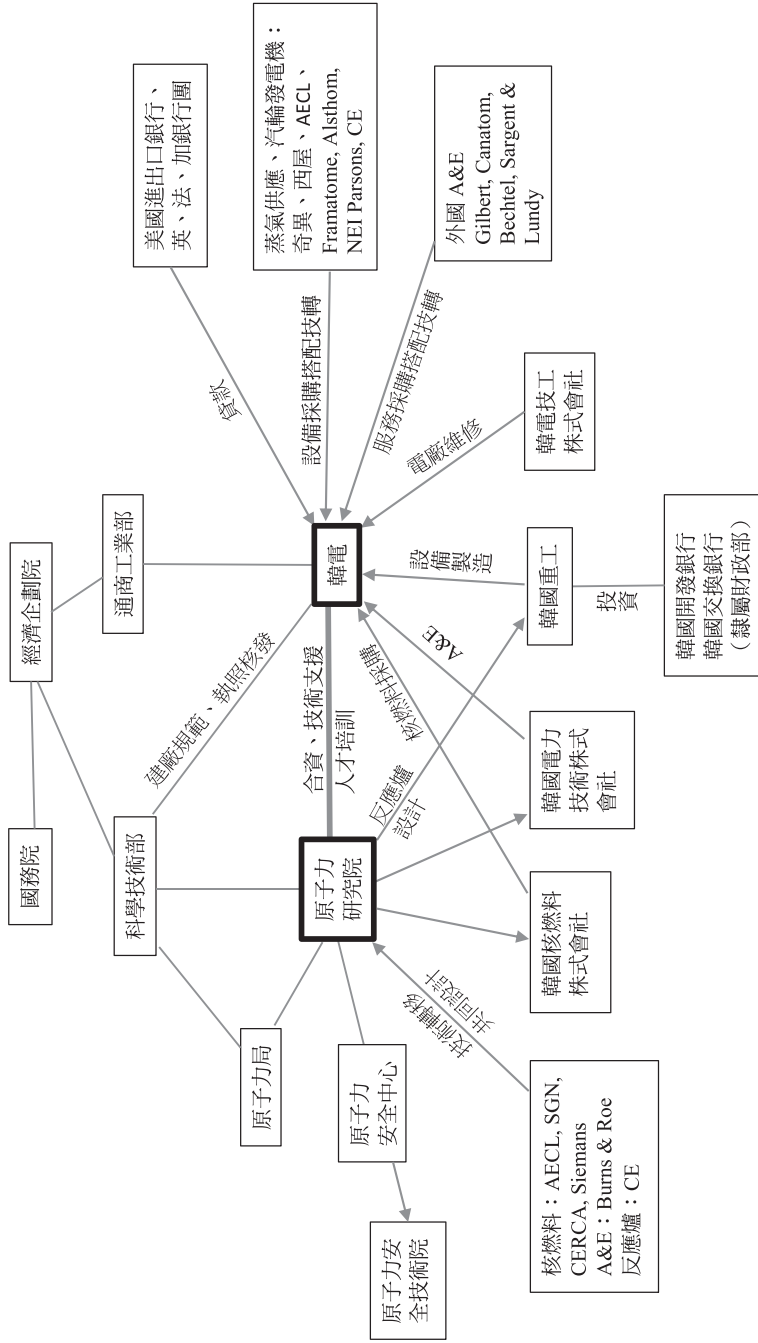 國務院
經濟企劃院
科學技術部
通商工業部
美國進出口銀行、
英、法、加銀行團
貸款
建廠規範、執照核發
原子力局
原子力
研究院
合資、技術支援
人才培訓
韓電
設備採購搭配技轉
蒸氣供應、汽輪發電機：
奇異、西屋、AECL、
Framatome, Alsthom,
NEI Parsons, CE
服務採購搭配技轉
外國 A&E
Gilbert, Canatom,
Bechtel, Sargent &
Lundy
原子力
安全中心
原子力安
全技術院
技術轉移
共同設計
反應爐
設計
核燃料採購
A&E
設備
製造
電廠維修
核燃料：AECL, SGN,
CERCA, Siemans
A&E：Burns & Roe
反應爐：CE
韓國核燃料
株式會社
韓國電力
技術株式
會社
韓國重工
韓電技工
株式會社
投資
韓國開發銀行
韓國交換銀行
（隸屬財政部）